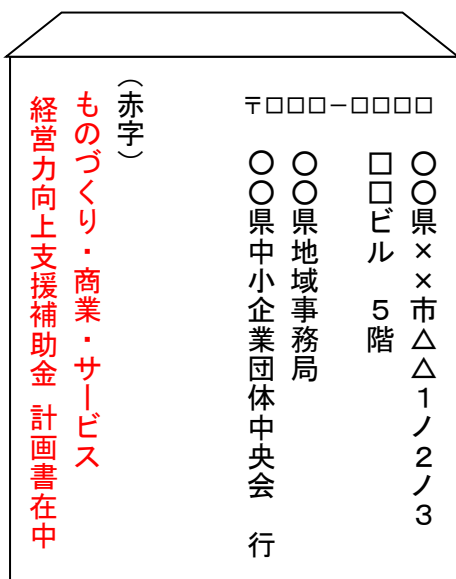 〒□□□－□□□□
〇〇県××市△△１ノ２ノ３
□□ビル　５階
〇〇県地域事務局
〇〇県中小企業団体中央会　行
（赤字）
ものづくり・商業・サービス
経営力向上支援補助金 計画書在中